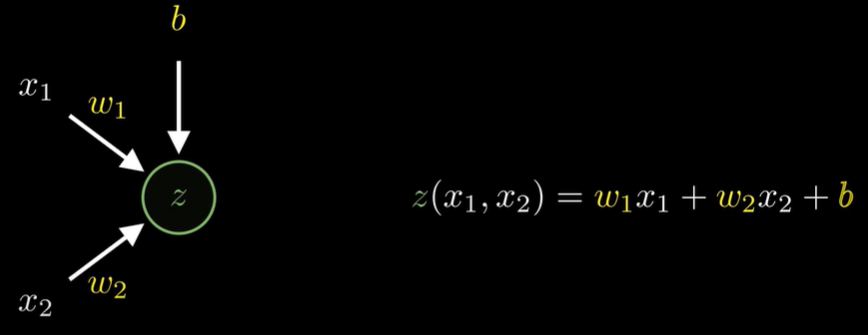 b
x₁
w₁
z
z(x₁, x₂) = w₁x₁ + w₂x₂ + b
w₂
x₂